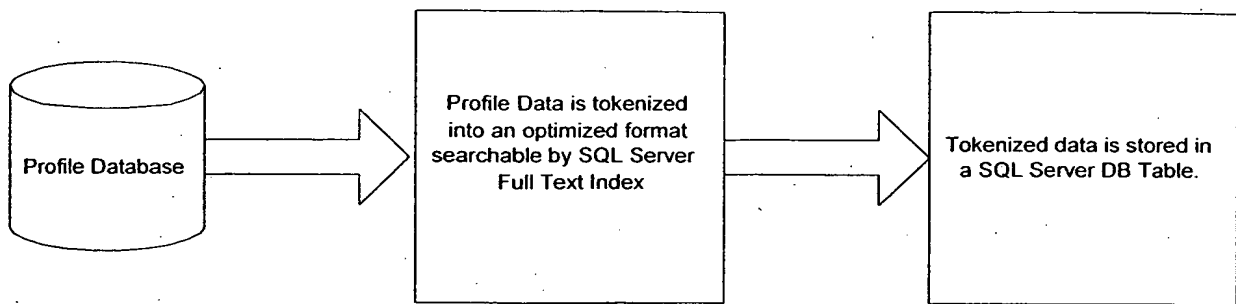 Profile Database
Profile Data is tokenized
into an optimized format
searchable by SQL Server
Full Text Index
Tokenized data is stored in
a SQL Server DB Table.